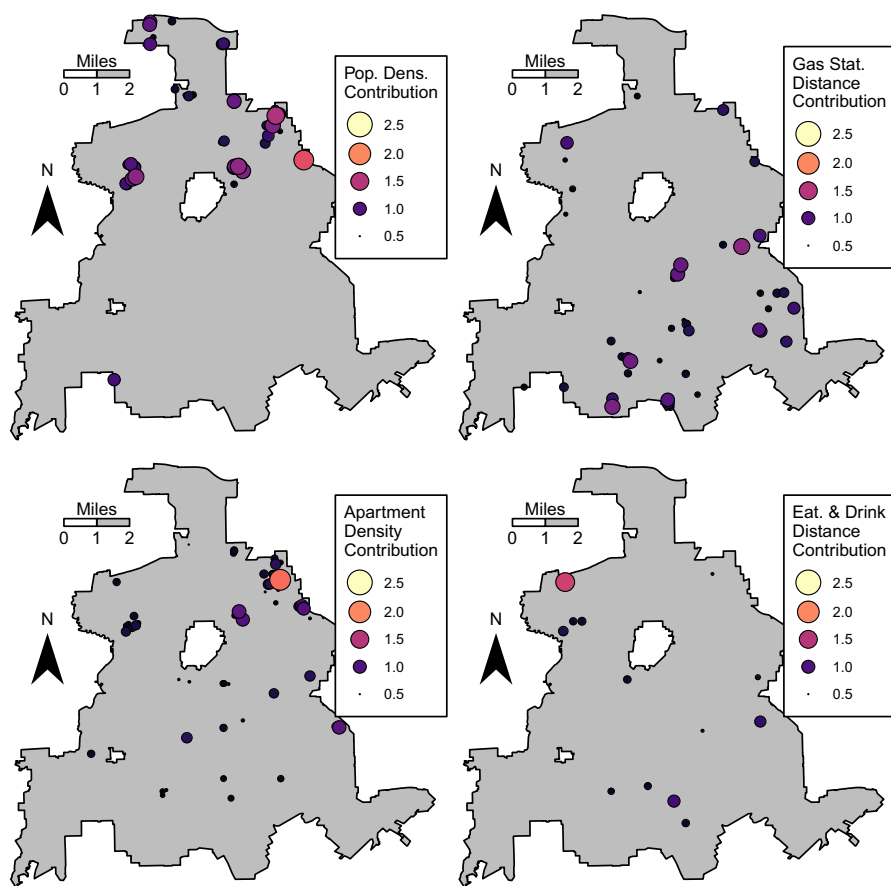 Miles
0 1 2
N
Pop. Dens.
Contribution
2.5
2.0
1.5
1.0
0.5
Miles
0 1 2
N
Gas Stat.
Distance
Contribution
2.5
2.0
1.5
1.0
0.5
Miles
0 1 2
N
Apartment
Density
Contribution
2.5
2.0
1.5
1.0
0.5
Miles
0 1 2
N
Eat. & Drink
Distance
Contribution
2.5
2.0
1.5
1.0
0.5